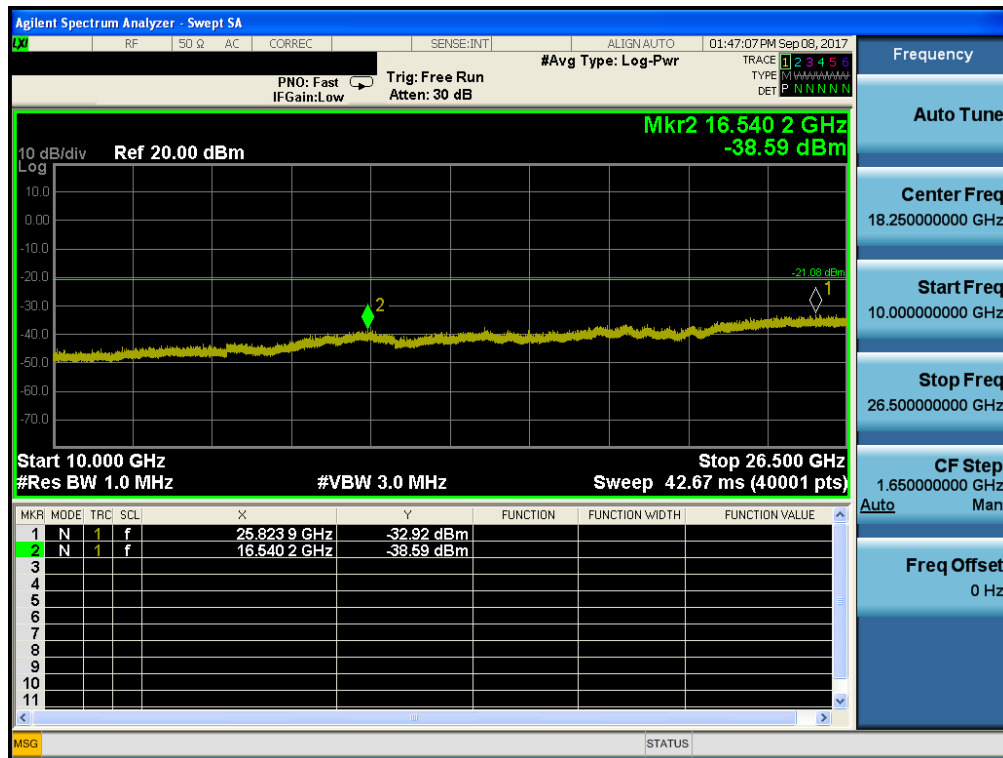 Agilent Spectrum Analyzer - Swept SA
LXI RF 50 Ω AC CORREC SENSE:INT ALIGN AUTO 01:47:07 PM Sep 08, 2017
PNO: Fast Trig: Free Run #Avg Type: Log-Pwr TRACE 1 2 3 4 5 6
IFGain:Low Atten: 30 dB TYPE M WWWWW
DET P N N N N N
Mkr2 16.540 2 GHz
10 dB/div Ref 20.00 dBm -38.59 dBm
Log
10.0
0.00
-10.0
-20.0
-21.08 dBm
-30.0
2
1
-40.0
-50.0
-60.0
-70.0
Start 10.000 GHz Stop 26.500 GHz
#Res BW 1.0 MHz #VBW 3.0 MHz Sweep 42.67 ms (40001 pts)
MKR MODE TRC SCL X Y FUNCTION FUNCTION WIDTH FUNCTION VALUE
1 N 1 f 25.823 9 GHz -32.92 dBm
2 N 1 f 16.540 2 GHz -38.59 dBm
3
4
5
6
7
8
9
10
11
MSG STATUS
Frequency
Auto Tune
Center Freq
18.250000000 GHz
Start Freq
10.000000000 GHz
Stop Freq
26.500000000 GHz
CF Step
1.650000000 GHz
Auto Man
Freq Offset
0 Hz